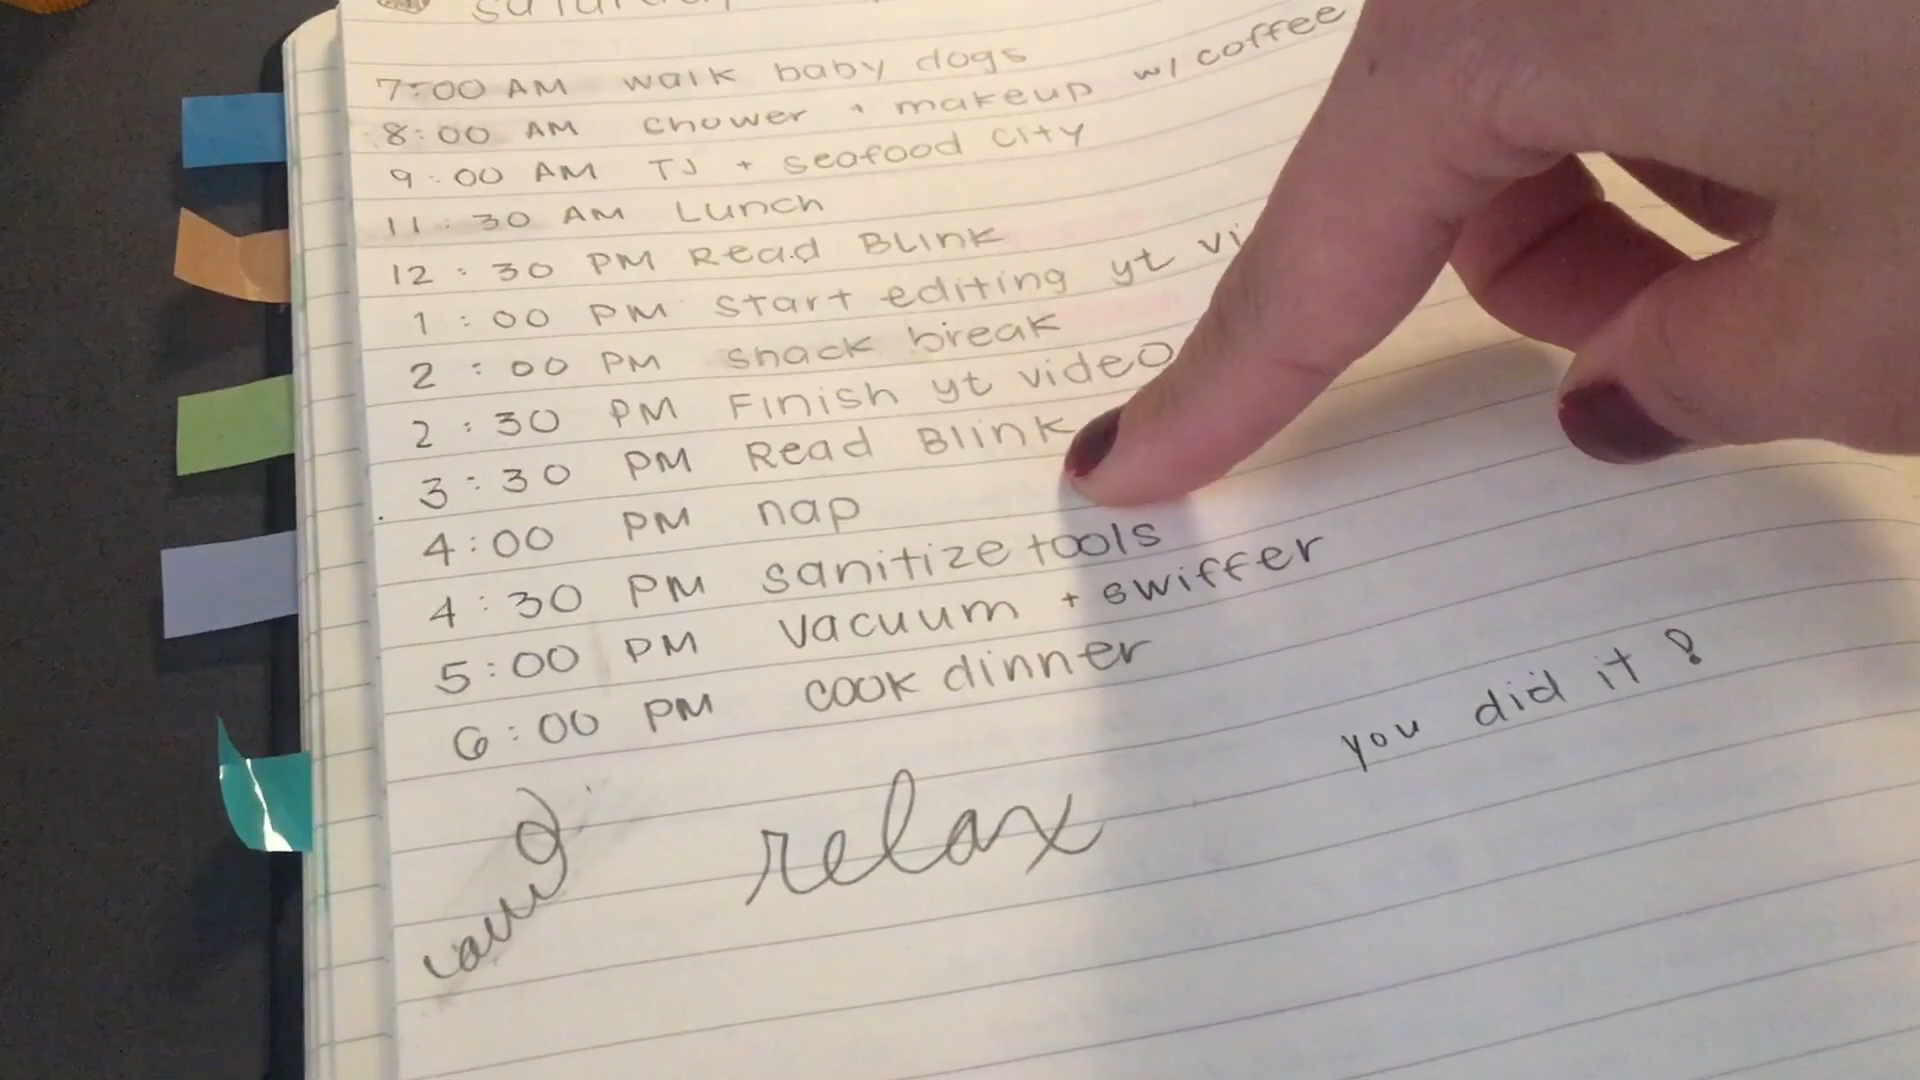 7:00 AM walk baby dogs
8:00 AM chower + makeup w/ coffee
9:00 AM TJ + seafood city
11:30 AM Lunch
12:30 PM Read BLINK
1:00 PM start editing yt vi
2:00 PM snack break
2:30 PM Finish yt video
3:30 PM Read Blink
4:00 PM nap
4:30 PM sanitize tools
5:00 PM vacuum + swiffer
6:00 PM cook dinner
you did it!
relax